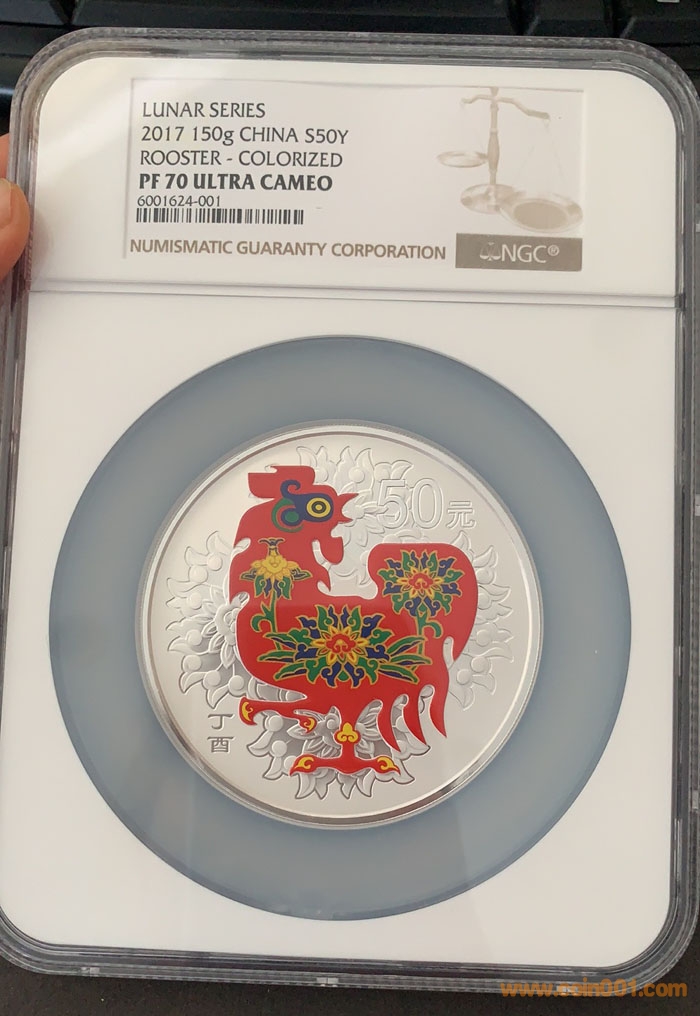 LUNAR SERIES
2017 150g CHINA S50Y
ROOSTER - COLORIZED
PF 70 ULTRA CAMEO
6001624-001
NUMISMATIC GUARANTY CORPORATION
NGC®
50元
丁酉
www.coin001.com